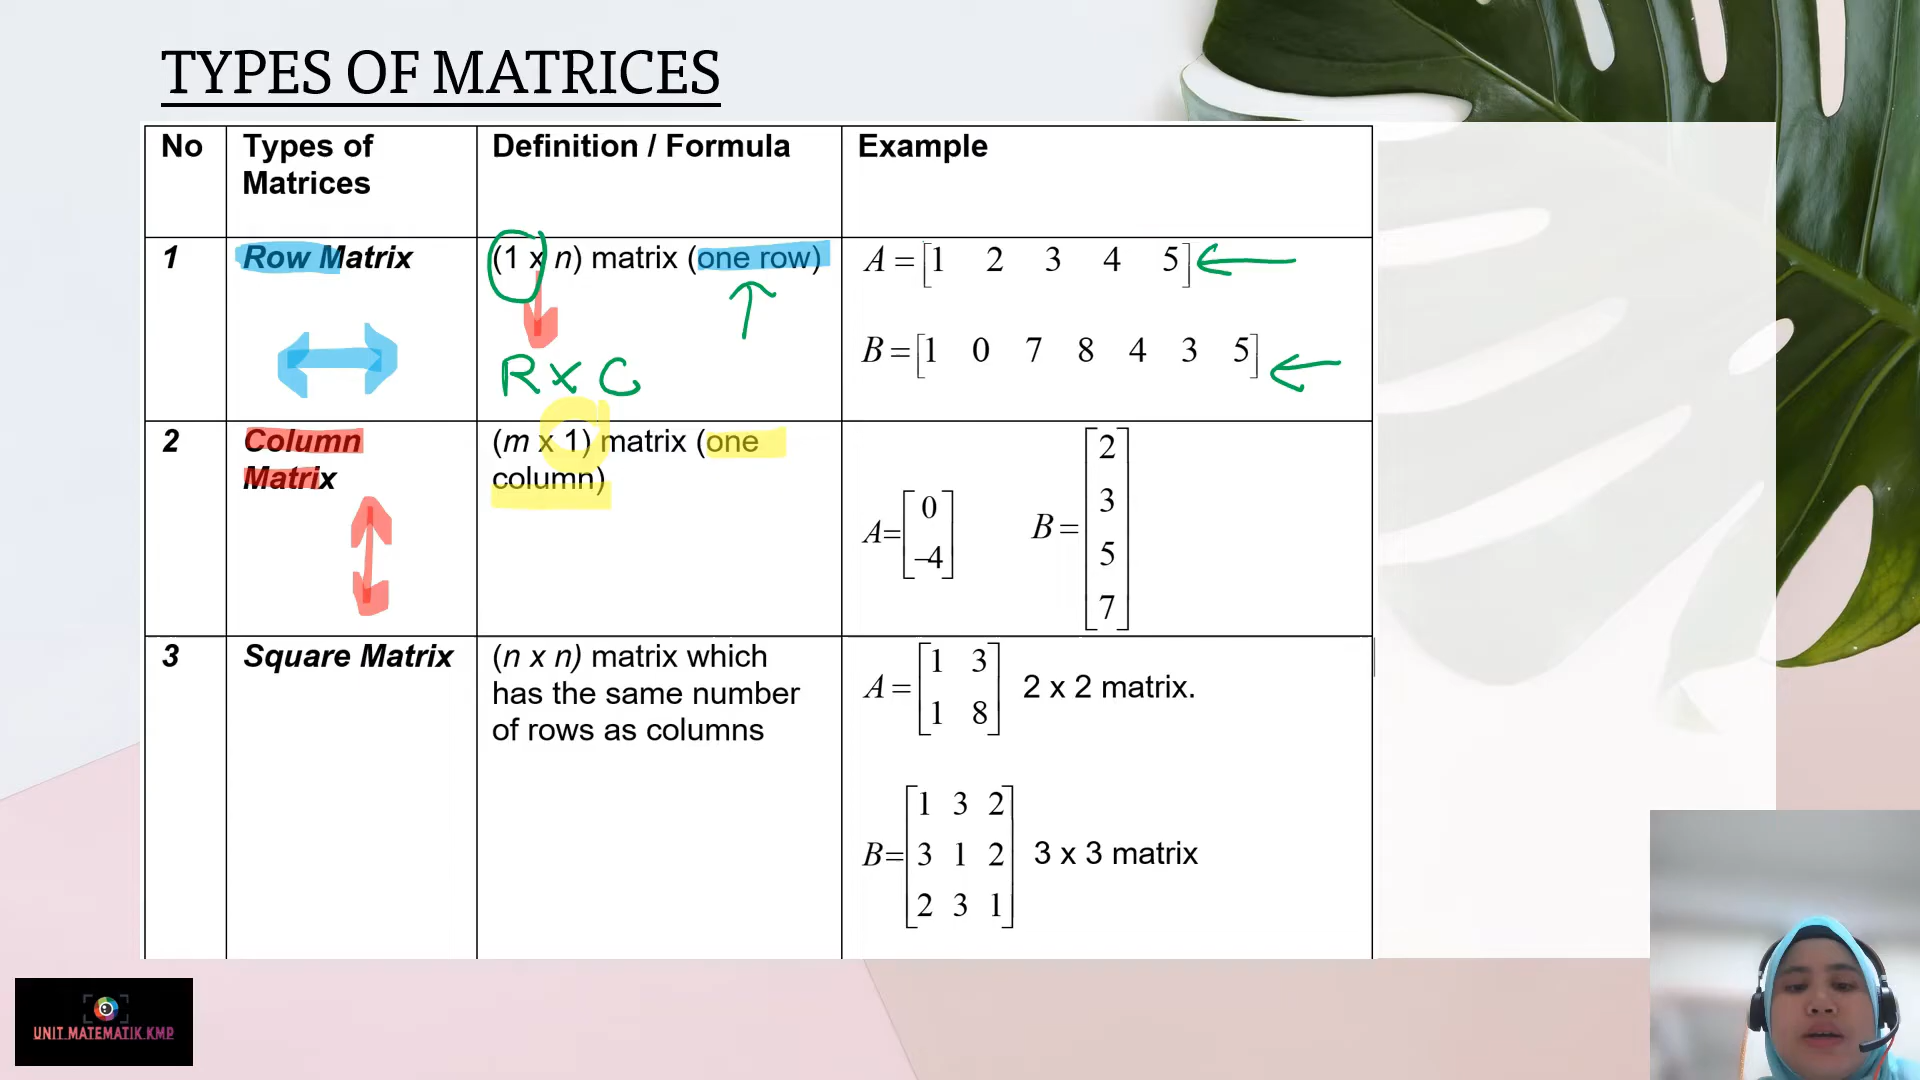 TYPES OF MATRICES
No Types of Matrices Definition / Formula Example
1 Row Matrix (1 x n) matrix (one row) A = [1 2 3 4 5]
R x C
B = [1 0 7 8 4 3 5]
2 Column Matrix (m x 1) matrix (one column)
A= [0 –4]
B = [2 3 5 7]
3 Square Matrix (n x n) matrix which has the same number of rows as columns
A = [1 3
1 8] 2 x 2 matrix.
B= [1 3 2
3 1 2
2 3 1] 3 x 3 matrix
UNIT MATEMATIK KMP